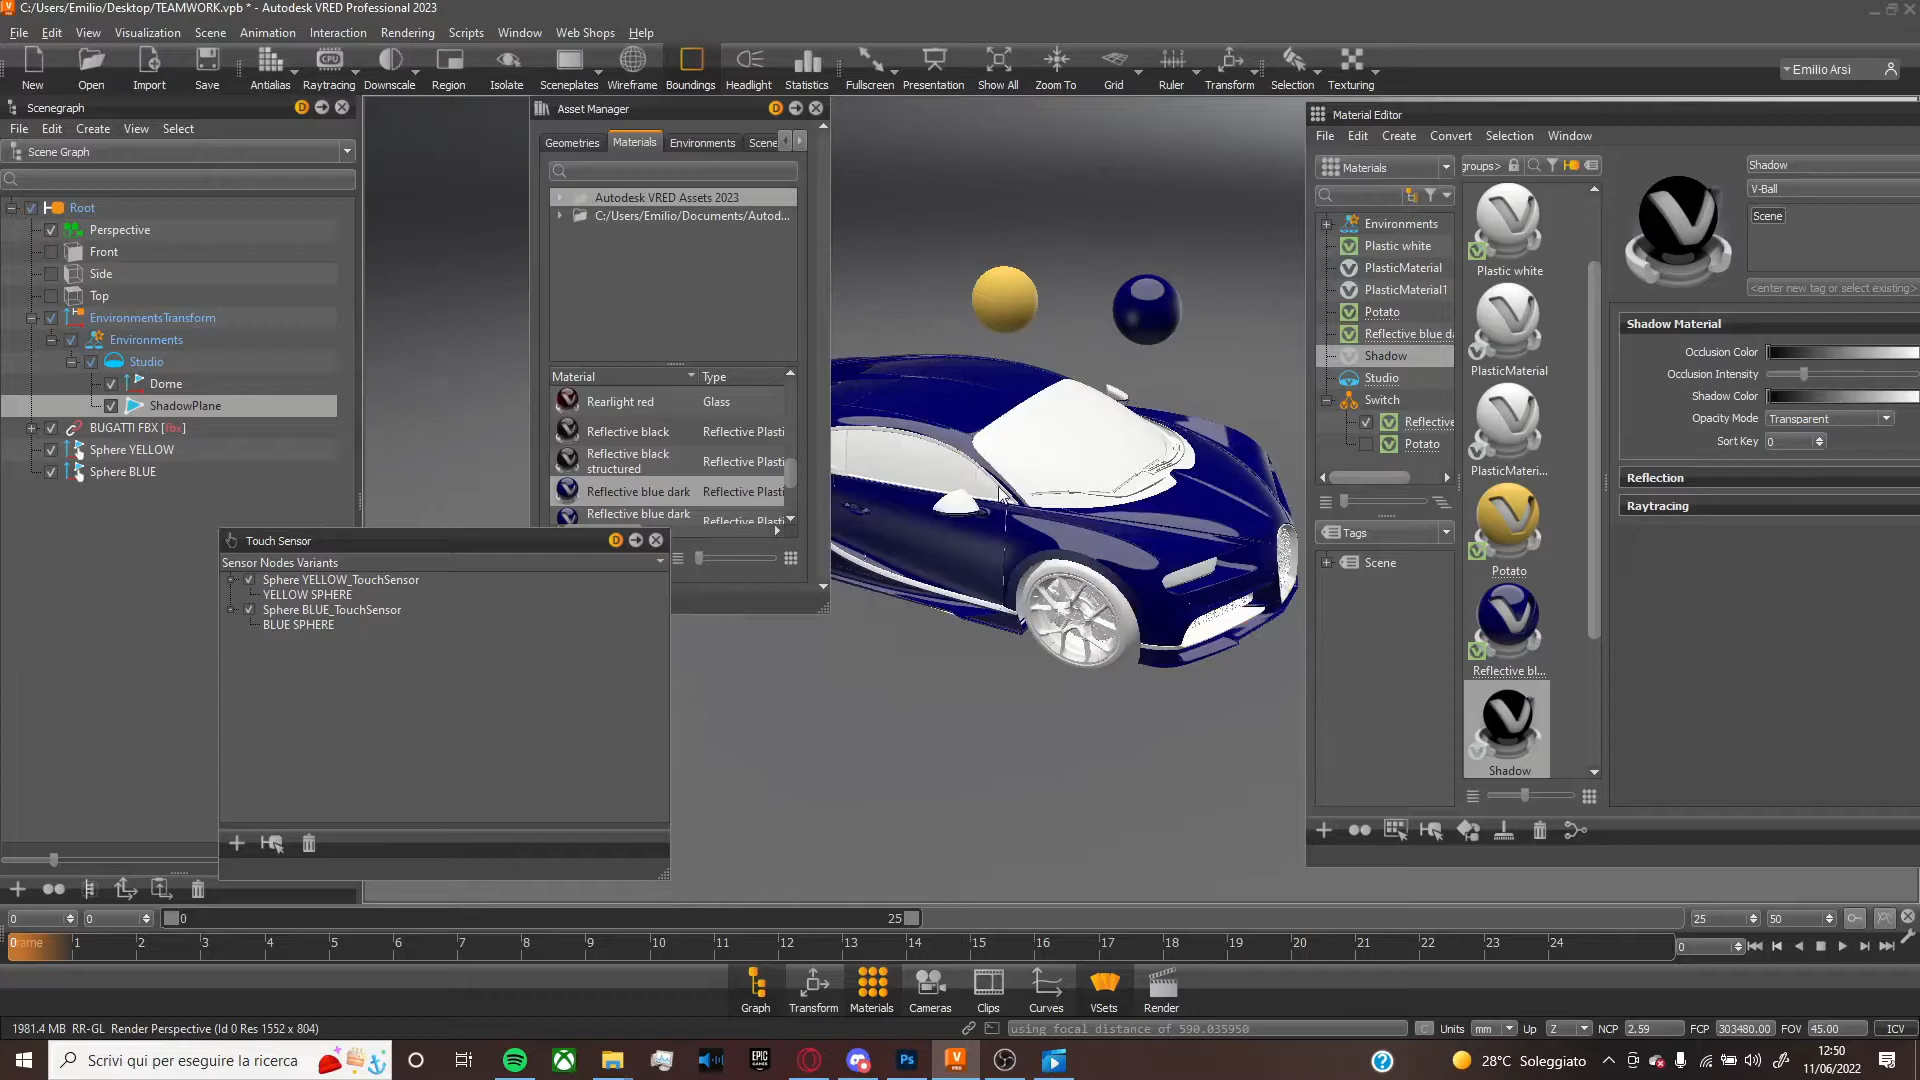 C:/Users/Emilio/Desktop/TEAMWORK.vpb * - Autodesk VRED Professional 2023
File Edit View Visualization Scene Animation Interaction Rendering Scripts Window Web Shops Help
New Open Import Save Antialias Raytracing Downscale Region Isolate Sceneplates Wireframe Boundings Headlight Statistics Fullscreen Presentation Show All Zoom To Grid Ruler Transform Selection Texturing
Emilio Arsi
Scenegraph
File Edit Create View Select
Scene Graph
Root
Perspective
Front
Side
Top
EnvironmentsTransform
Environments
Studio
Dome
ShadowPlane
BUGATTI FBX [fbx]
Sphere YELLOW
Sphere BLUE
Asset Manager
Geometries Materials Environments Scene
Autodesk VRED Assets 2023
C:/Users/Emilio/Documents/Autod...
Material Type
Rearlight red Glass
Reflective black Reflective Plasti
Reflective black structured Reflective Plasti
Reflective blue dark Reflective Plasti
Reflective blue dark Reflective Plasti
Touch Sensor
Sensor Nodes Variants
Sphere YELLOW_TouchSensor
YELLOW SPHERE
Sphere BLUE_TouchSensor
BLUE SPHERE
Material Editor
File Edit Create Convert Selection Window
Materials
groups>
Environments
Plastic white
PlasticMaterial
PlasticMaterial1
Potato
Reflective blue da
Shadow
Studio
Switch
Reflective
Potato
Tags
Scene
Plastic white
PlasticMaterial
PlasticMateri...
Potato
Reflective bl...
Shadow
Shadow
V-Ball
Scene
<enter new tag or select existing>
Shadow Material
Occlusion Color
Occlusion Intensity
Shadow Color
Opacity Mode Transparent
Sort Key 0
Reflection
Raytracing
0 0 0 25 25 50
0 rame 1 2 3 4 5 6 7 8 9 10 11 12 13 14 15 16 17 18 19 20 21 22 23 24 0
Graph Transform Materials Cameras Clips Curves VSets Render
1981.4 MB RR-GL Render Perspective (Id 0 Res 1552 x 804)
using focal distance of 590.035950
C Units mm Up Z NCP 2.59 FCP 303480.00 FOV 45.00 ICV
Scrivi qui per eseguire la ricerca
EPIC GAMES
Ps
V PRO
28°C Soleggiato
12:50
11/06/2022